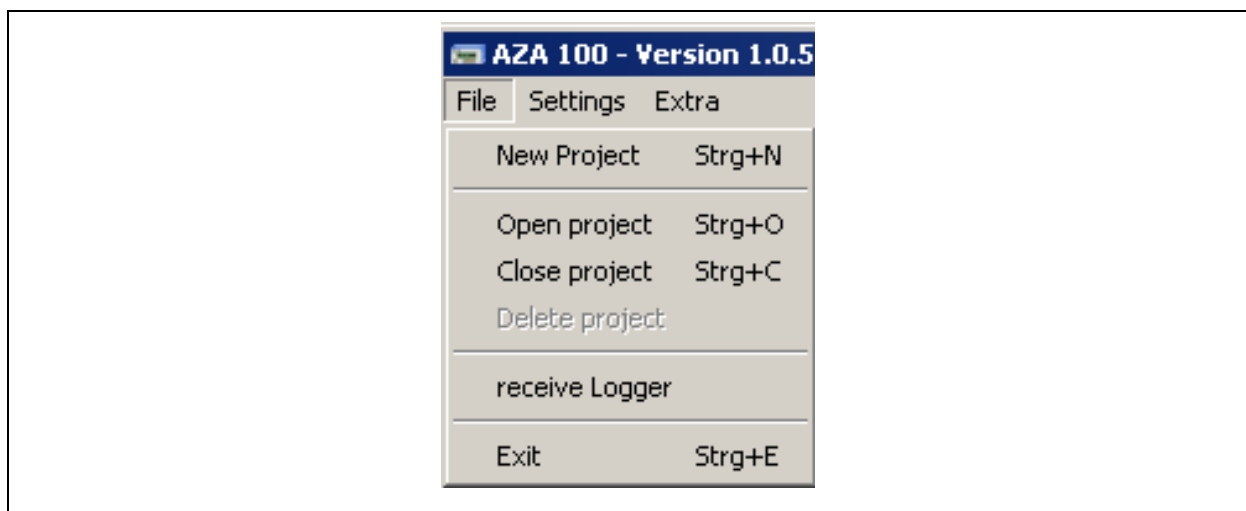 AZA 100 - Version 1.0.5
File Settings Extra
New Project Strg+N
Open project Strg+O
Close project Strg+C
Delete project
receive Logger
Exit Strg+E